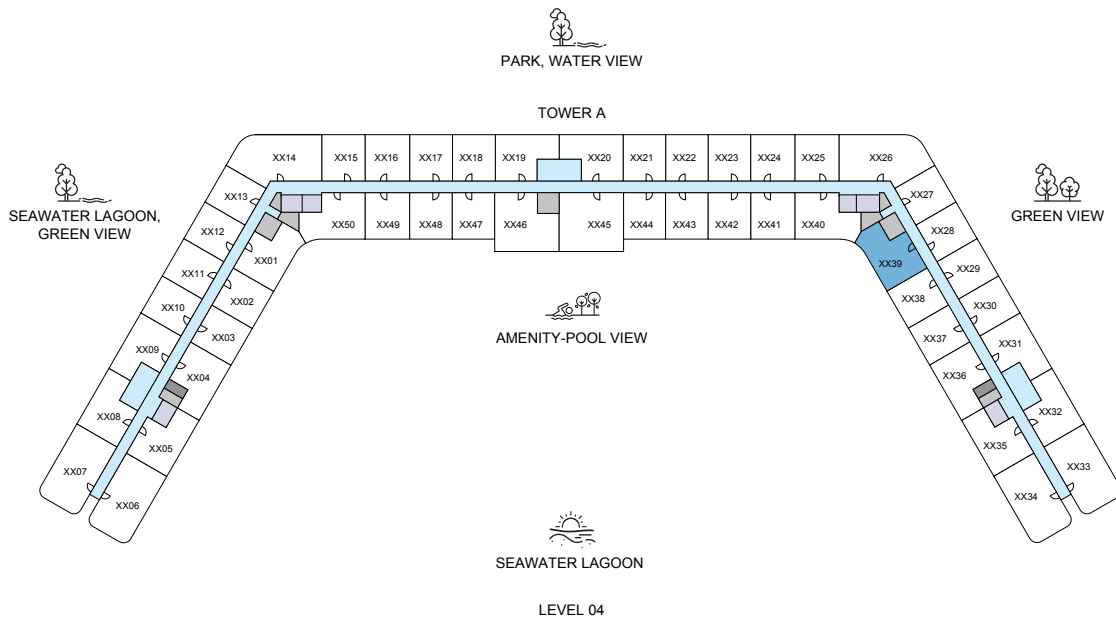 PARK, WATER VIEW
TOWER A
XX14 XX15 XX16 XX17 XX18 XX19 XX20 XX21 XX22 XX23 XX24 XX25 XX26
XX13 XX27
SEAWATER LAGOON,
GREEN VIEW
GREEN VIEW
XX50 XX49 XX48 XX47 XX46 XX45 XX44 XX43 XX42 XX41 XX40
XX12 XX28
XX01 XX39
XX11 XX29
XX02 XX38
XX10 XX30
XX03 XX37
AMENITY-POOL VIEW
XX09 XX31
XX04 XX36
XX08 XX32
XX05 XX35
XX07 XX33
XX06 XX34
SEAWATER LAGOON
LEVEL 04